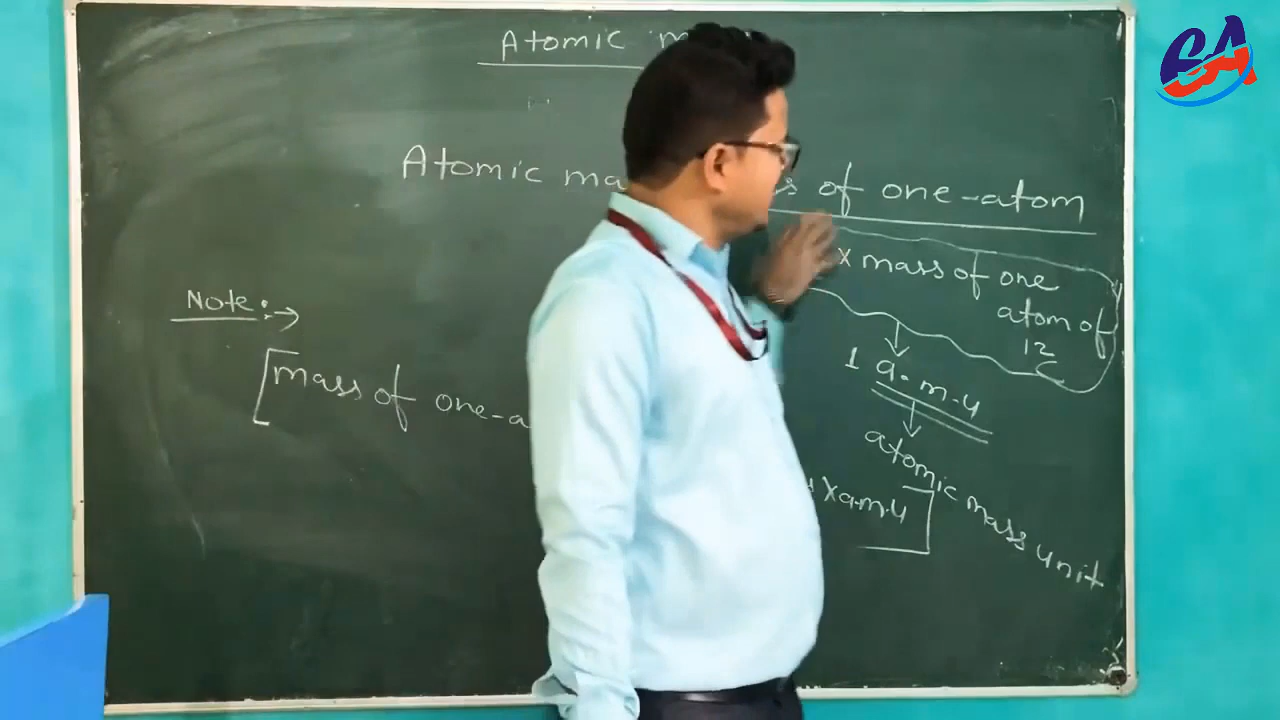 Atomic
Atomic of one-atom
x mass of one
atom of
12
C
1 a.m.u
atomic mass unit
Note :→
[mass of one-a
x a.m.u]